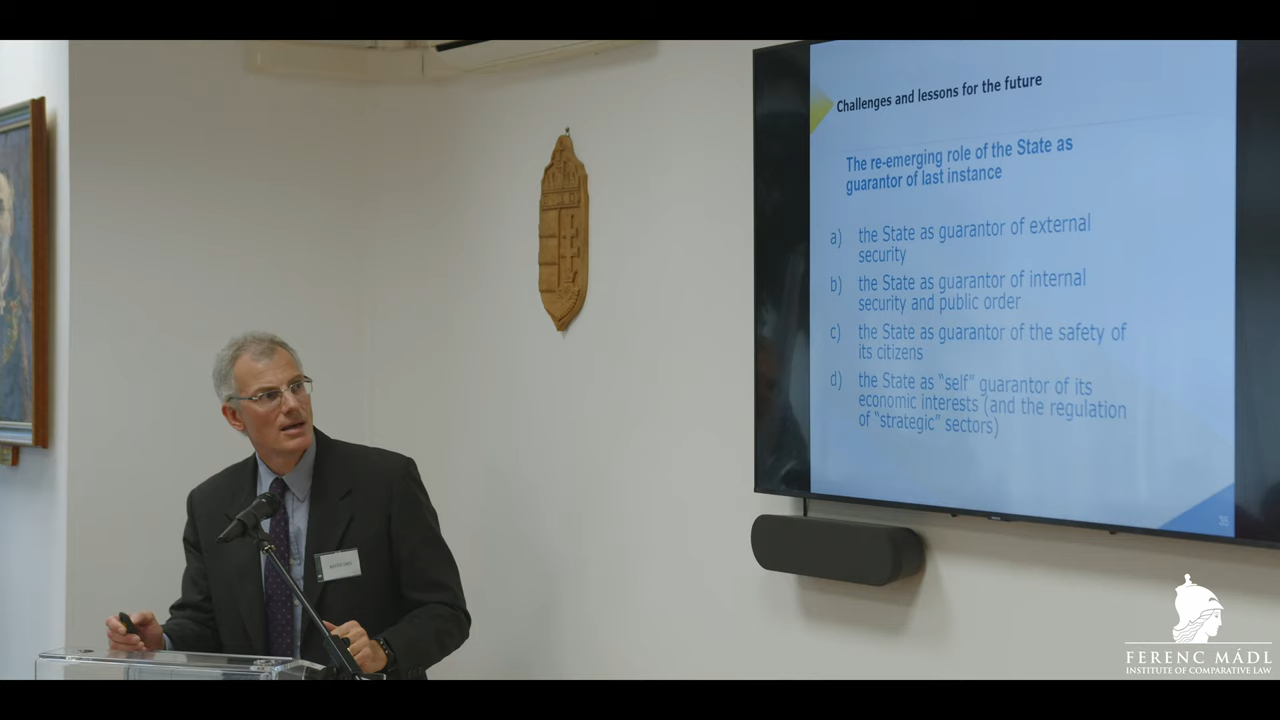 Challenges and lessons for the future
The re-emerging role of the State as
guarantor of last instance
a) the State as guarantor of external
security
b) the State as guarantor of internal
security and public order
c) the State as guarantor of the safety of
its citizens
d) the State as “self” guarantor of its
economic interests (and the regulation
of “strategic” sectors)
35
FERENC MÁDL
INSTITUTE OF COMPARATIVE LAW